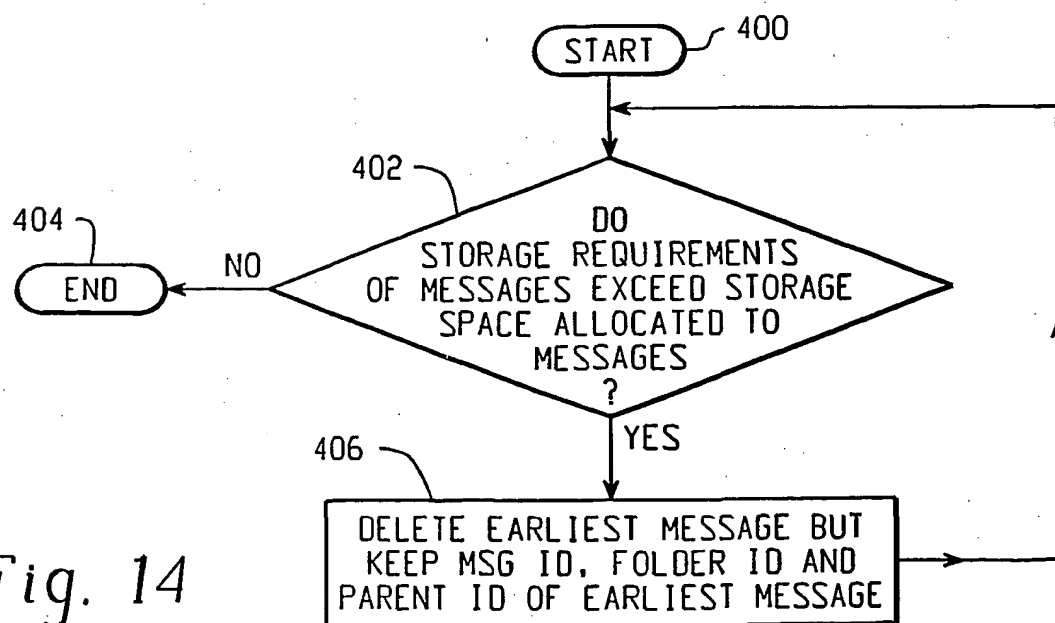 START
400
402
404
DO
STORAGE REQUIREMENTS
OF MESSAGES EXCEED STORAGE
SPACE ALLOCATED TO
MESSAGES
?
NO
END
YES
406
DELETE EARLIEST MESSAGE BUT
KEEP MSG ID, FOLDER ID AND
PARENT ID OF EARLIEST MESSAGE
Fig. 14